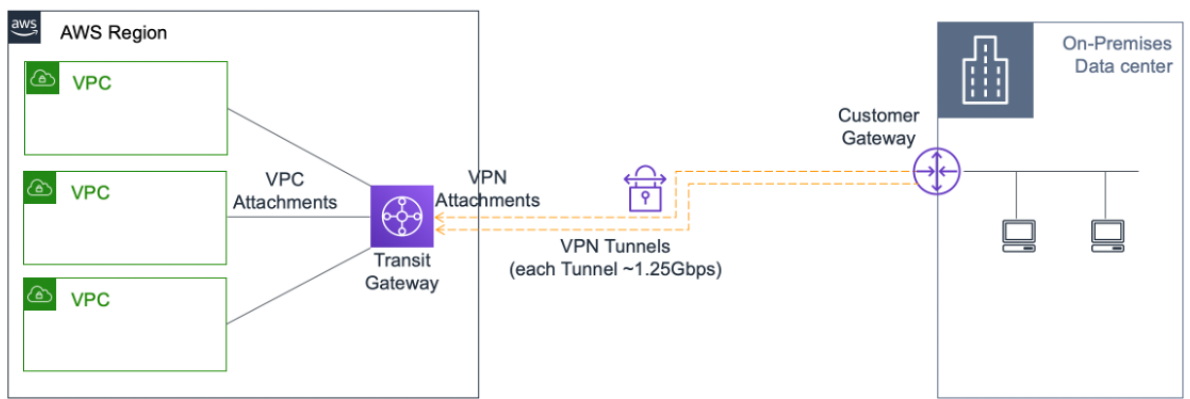 aws
AWS Region
VPC
VPC
VPC
VPC
Attachments
Transit
Gateway
VPN
Attachments
VPN Tunnels
(each Tunnel ~1.25Gbps)
Customer
Gateway
On-Premises
Data center